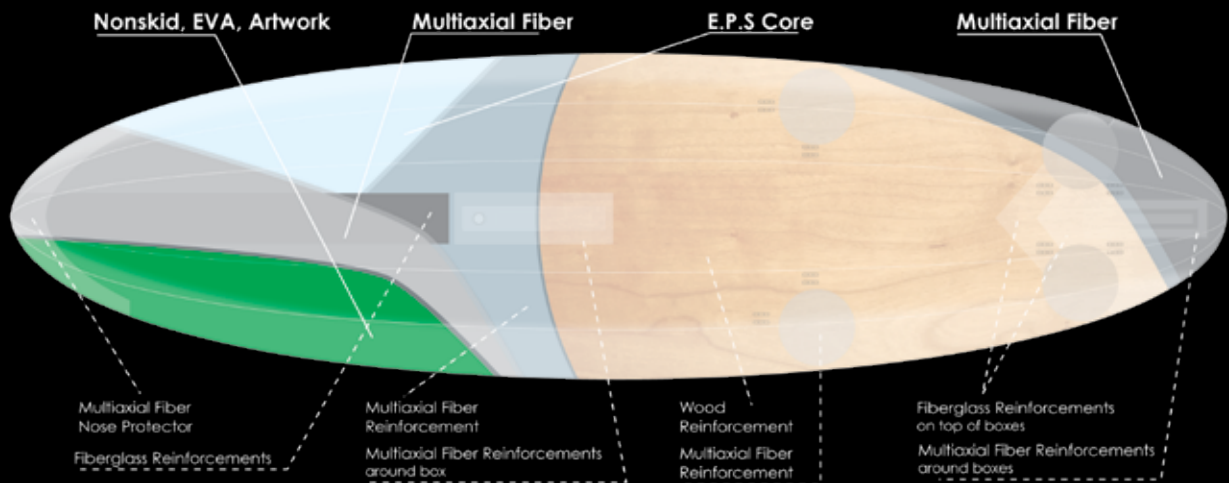 Nonskid, EVA, Artwork
Multiaxial Fiber
E.P.S Core
Multiaxial Fiber
Multiaxial Fiber
Nose Protector
Fiberglass Reinforcements
Multiaxial Fiber
Reinforcement
Multiaxial Fiber Reinforcements
around box
Wood
Reinforcement
Multiaxial Fiber
Reinforcement
Fiberglass Reinforcements
on top of boxes
Multiaxial Fiber Reinforcements
around boxes